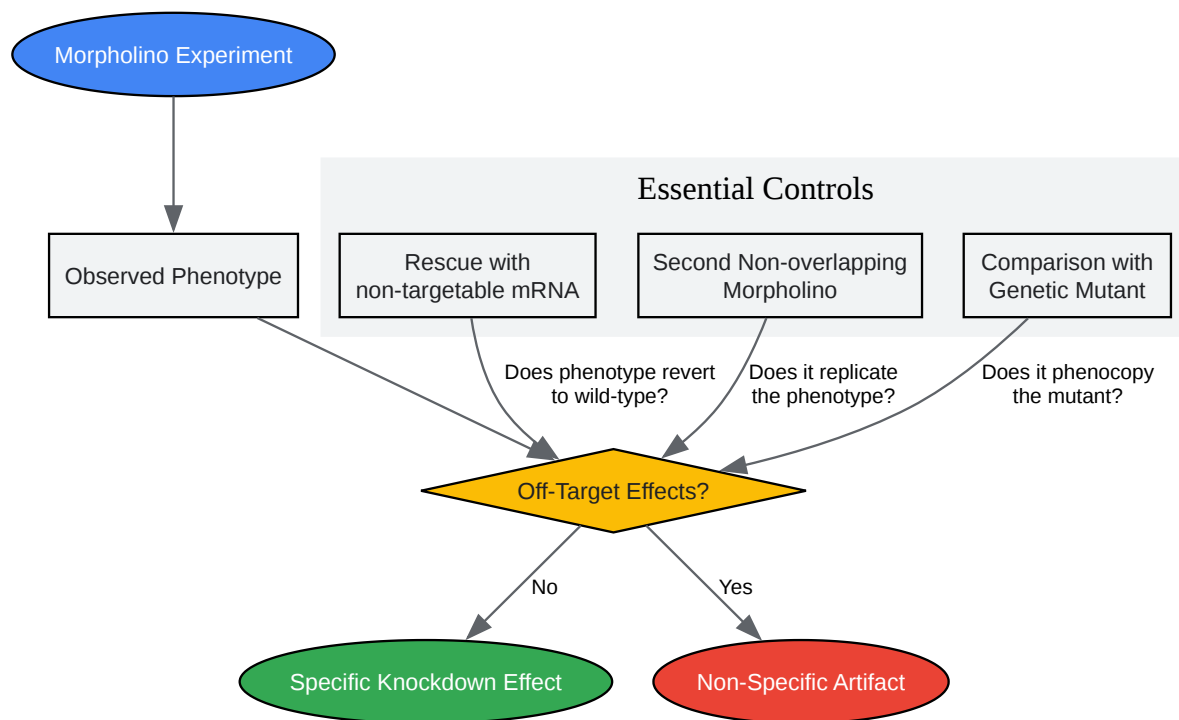 Morpholino Experiment
Essential Controls
Observed Phenotype
Rescue with
non-targetable mRNA
Second Non-overlapping
Morpholino
Comparison with
Genetic Mutant
Does phenotype revert
to wild-type?
Does it replicate
the phenotype?
Does it phenocopy
the mutant?
Off-Target Effects?
No
Yes
Specific Knockdown Effect
Non-Specific Artifact